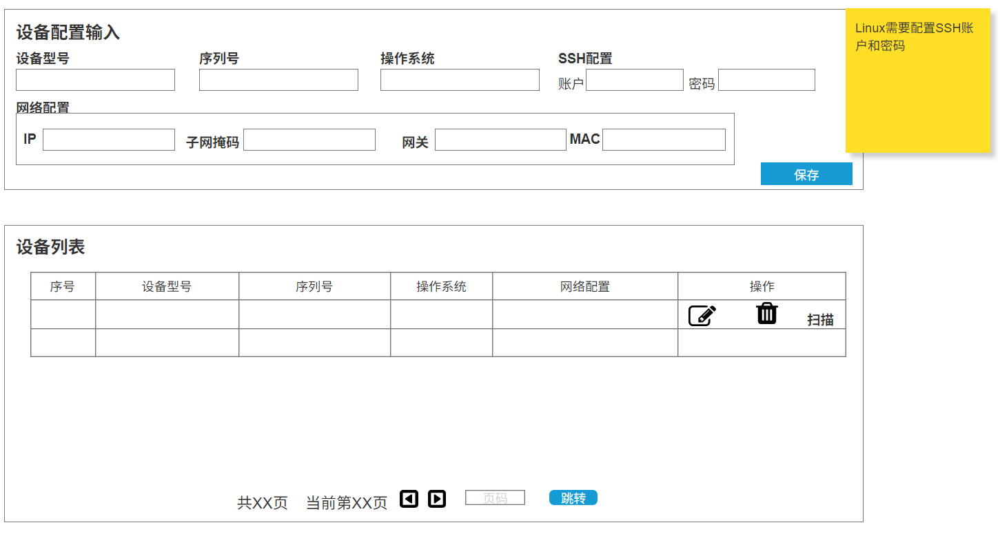 设备配置输入
Linux需要配置SSH账
户和密码
设备型号 序列号 操作系统 SSH配置
账户 密码
网络配置
IP 子网掩码 网关 MAC
保存
设备列表
序号 设备型号 序列号 操作系统 网络配置 操作
扫描
共XX页 当前第XX页 页码 跳转